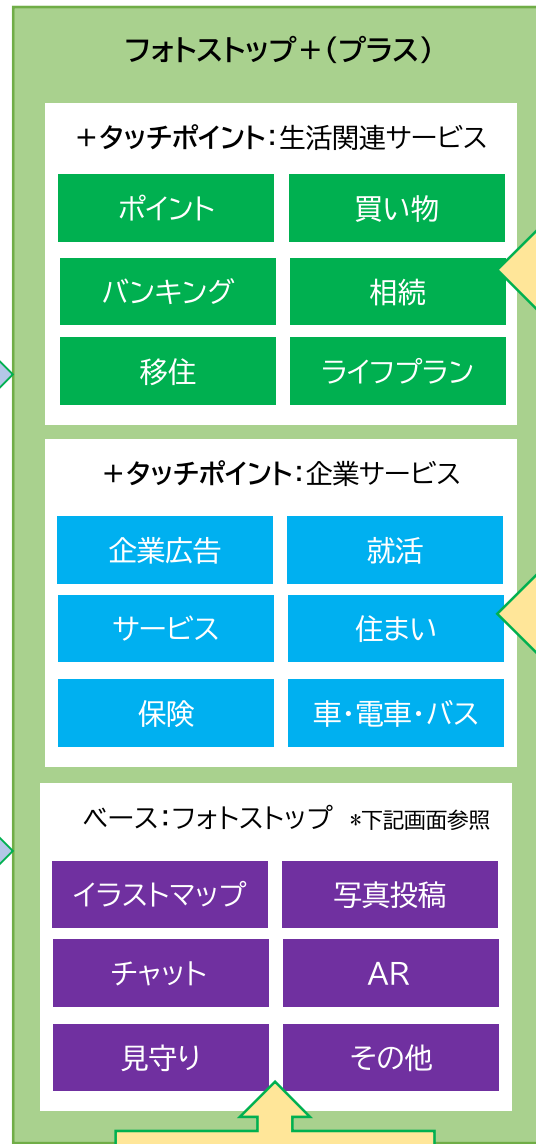 フォトストップ+(プラス)
+タッチポイント:生活関連サービス
ポイント 買い物
バンキング 相続
移住 ライフプラン
+タッチポイント:企業サービス
企業広告 就活
サービス 住まい
保険 車・電車・バス
ベース:フォトストップ *下記画面参照
イラストマップ 写真投稿
チャット AR
見守り その他